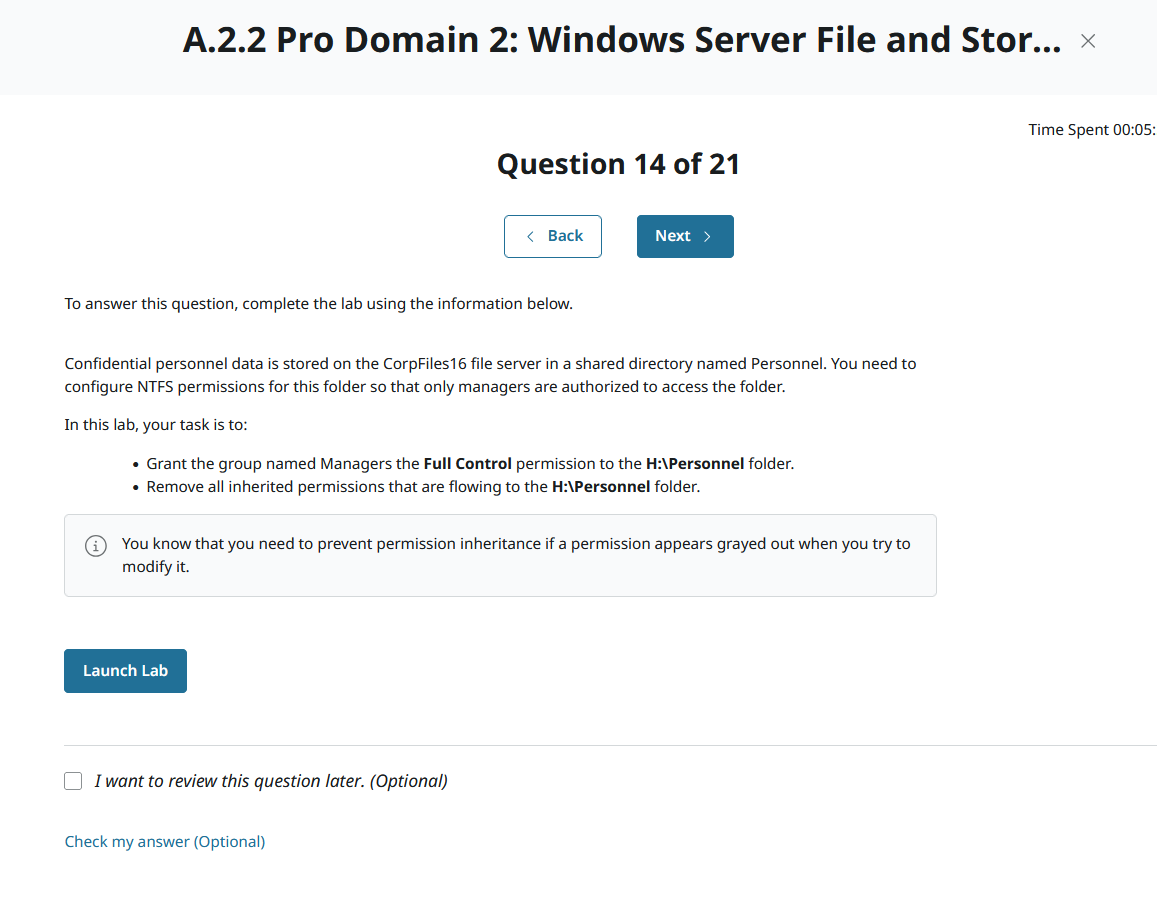 A.2.2 Pro Domain 2: Windows Server File and Stor...
Time Spent 00:05:
Question 14 of 21
Back
Next
To answer this question, complete the lab using the information below.
Confidential personnel data is stored on the CorpFiles16 file server in a shared directory named Personnel. You need to
configure NTFS permissions for this folder so that only managers are authorized to access the folder.
In this lab, your task is to:
• Grant the group named Managers the Full Control permission to the H:\Personnel folder.
• Remove all inherited permissions that are flowing to the H:\Personnel folder.
You know that you need to prevent permission inheritance if a permission appears grayed out when you try to
modify it.
Launch Lab
I want to review this question later. (Optional)
Check my answer (Optional)